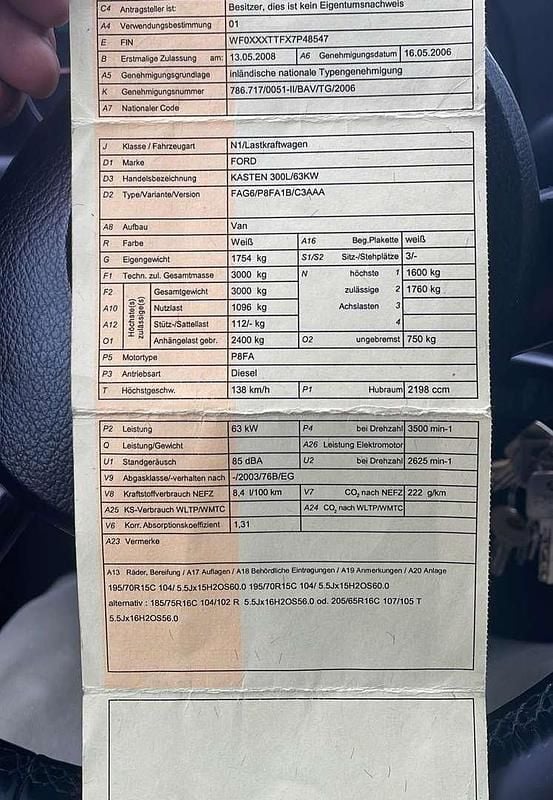 C4 Antragsteller ist: Besitzer, dies ist kein Eigentumsnachweis
A4 Verwendungsbestimmung 01
E FIN WF0XXXTTFX7P48547
B Erstmalige Zulassung am: 13.05.2008 A6 Genehmigungsdatum 16.05.2006
A5 Genehmigungsgrundlage inländische nationale Typengenehmigung
K Genehmigungsnummer 786.717/0051-II/BAV/TG/2006
A7 Nationaler Code
J Klasse / Fahrzeugart N1/Lastkraftwagen
D1 Marke FORD
D3 Handelsbezeichnung KASTEN 300L/63KW
D2 Type/Variante/Version FAG6/P8FA1B/C3AAA
A8 Aufbau Van
R Farbe Weiß A16 Beg.Plakette weiß
G Eigengewicht 1754 kg S1/S2 Sitz-/Stehplätze 3/-
F1 Techn. zul. Gesamtmasse 3000 kg N höchste 1 1600 kg
F2 Höchste(s) zulässige(s) Gesamtgewicht 3000 kg zulässige 2 1760 kg
A10 Nutzlast 1096 kg Achslasten 3
A12 Stütz-/Sattellast 112/- kg 4
O1 Anhängelast gebr. 2400 kg O2 ungebremst 750 kg
P5 Motortype P8FA
P3 Antriebsart Diesel
T Höchstgeschw. 138 km/h P1 Hubraum 2198 ccm
P2 Leistung 63 kW P4 bei Drehzahl 3500 min-1
Q Leistung/Gewicht A26 Leistung Elektromotor
U1 Standgeräusch 85 dBA U2 bei Drehzahl 2625 min-1
V9 Abgasklasse/-verhalten nach -/2003/76B/EG
V8 Kraftstoffverbrauch NEFZ 8,4 l/100 km V7 CO₂ nach NEFZ 222 g/km
A25 KS-Verbrauch WLTP/WMTC A24 CO₂ nach WLTP/WMTC
V6 Korr. Absorptionskoeffizient 1,31
A23 Vermerke
A13 Räder, Bereifung / A17 Auflagen / A18 Behördliche Eintragungen / A19 Anmerkungen / A20 Anlage
195/70R15C 104/ 5.5Jx15H2OS60.0 195/70R15C 104/ 5.5Jx15H2OS60.0
alternativ : 185/75R16C 104/102 R 5.5Jx16H2OS56.0 od. 205/65R16C 107/105 T
5.5Jx16H2OS56.0